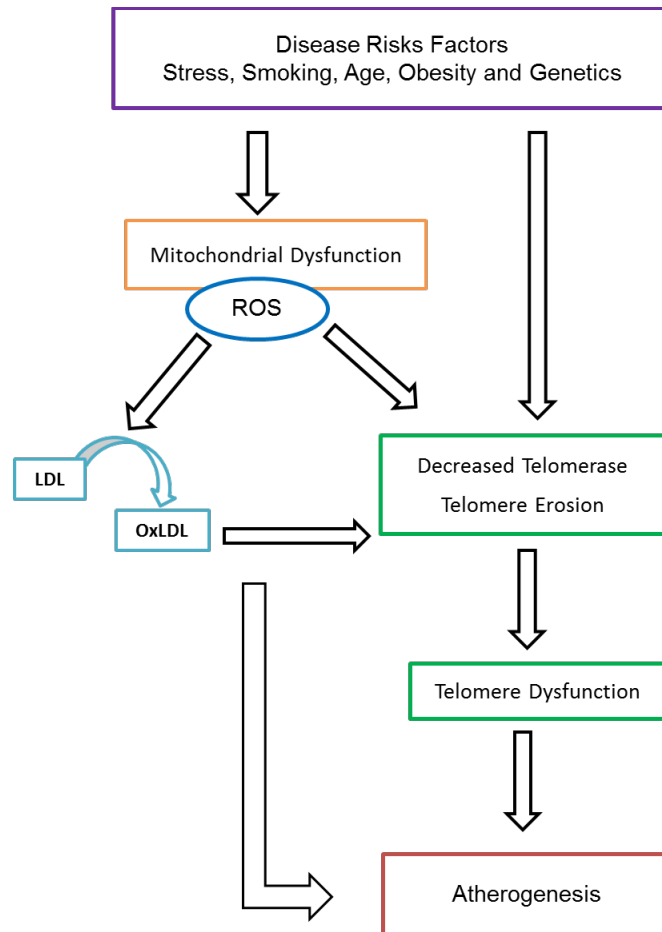 Disease Risks Factors
Stress, Smoking, Age, Obesity and Genetics
Mitochondrial Dysfunction
ROS
LDL
OxLDL
Decreased Telomerase
Telomere Erosion
Telomere Dysfunction
Atherogenesis